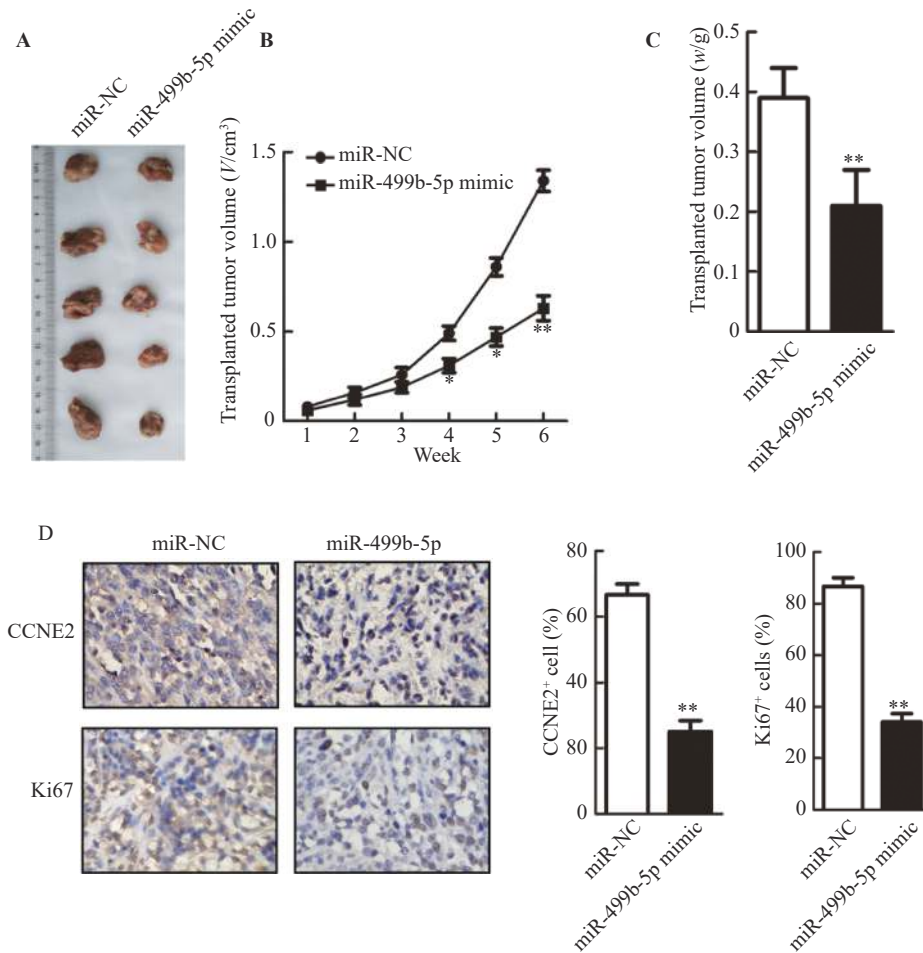 A
miR-NC
miR-499b-5p mimic
B
Transplanted tumor volume (V/cm³)
1.5
1.0
0.5
0
miR-NC
miR-499b-5p mimic
*
*
**
1 2 3 4 5 6
Week
C
Transplanted tumor volume (w/g)
0.5
0.4
0.2
0.3
0.1
0
**
miR-NC
miR-499b-5p mimic
D
miR-NC
miR-499b-5p
CCNE2
Ki67
CCNE2⁺ cell (%)
80
60
40
80
0
**
miR-NC
miR-499b-5p mimic
Ki67⁺ cells (%)
100
80
60
40
20
0
**
miR-NC
miR-499b-5p mimic